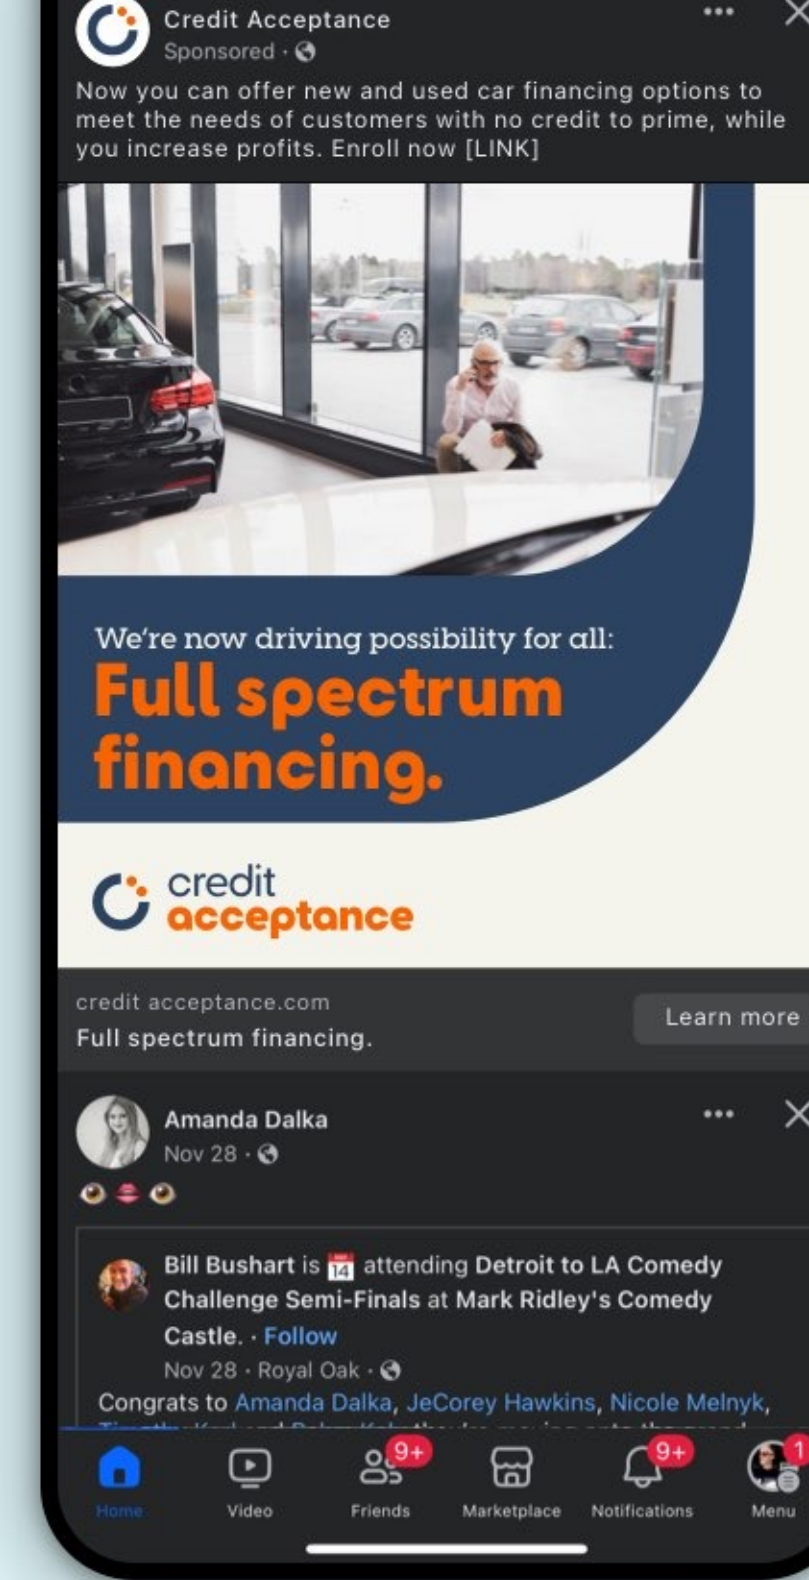 Credit Acceptance
Sponsored ·
Now you can offer new and used car financing options to
meet the needs of customers with no credit to prime, while
you increase profits. Enroll now [LINK]
We're now driving possibility for all:
Full spectrum
financing.
credit
acceptance
credit acceptance.com
Full spectrum financing.
Learn more
Amanda Dalka
Nov 28 ·
👁️👄👁️
Bill Bushart is 📅 attending Detroit to LA Comedy
Challenge Semi-Finals at Mark Ridley's Comedy
Castle. · Follow
Nov 28 · Royal Oak ·
Congrats to Amanda Dalka, JeCorey Hawkins, Nicole Melnyk,
9+
9+
1
Home
Video
Friends
Marketplace
Notifications
Menu